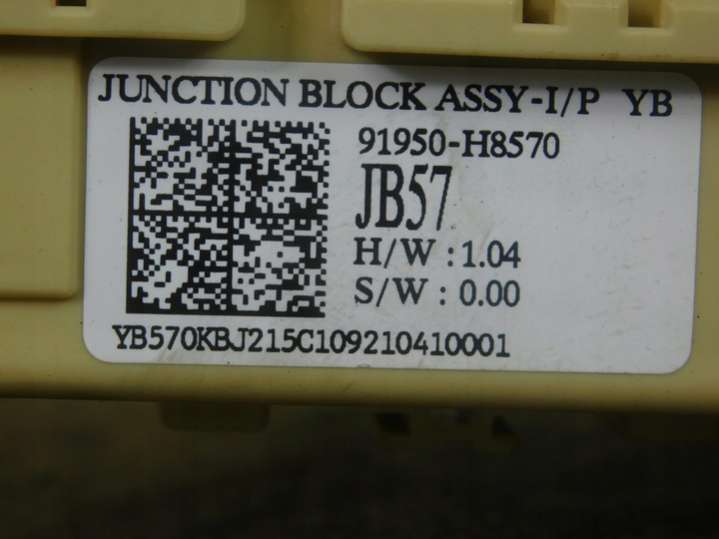 JUNCTION BLOCK ASSY-I/P YB
91950-H8570
JB57
H/W : 1.04
S/W : 0.00
YB570KBJ215C109210410001